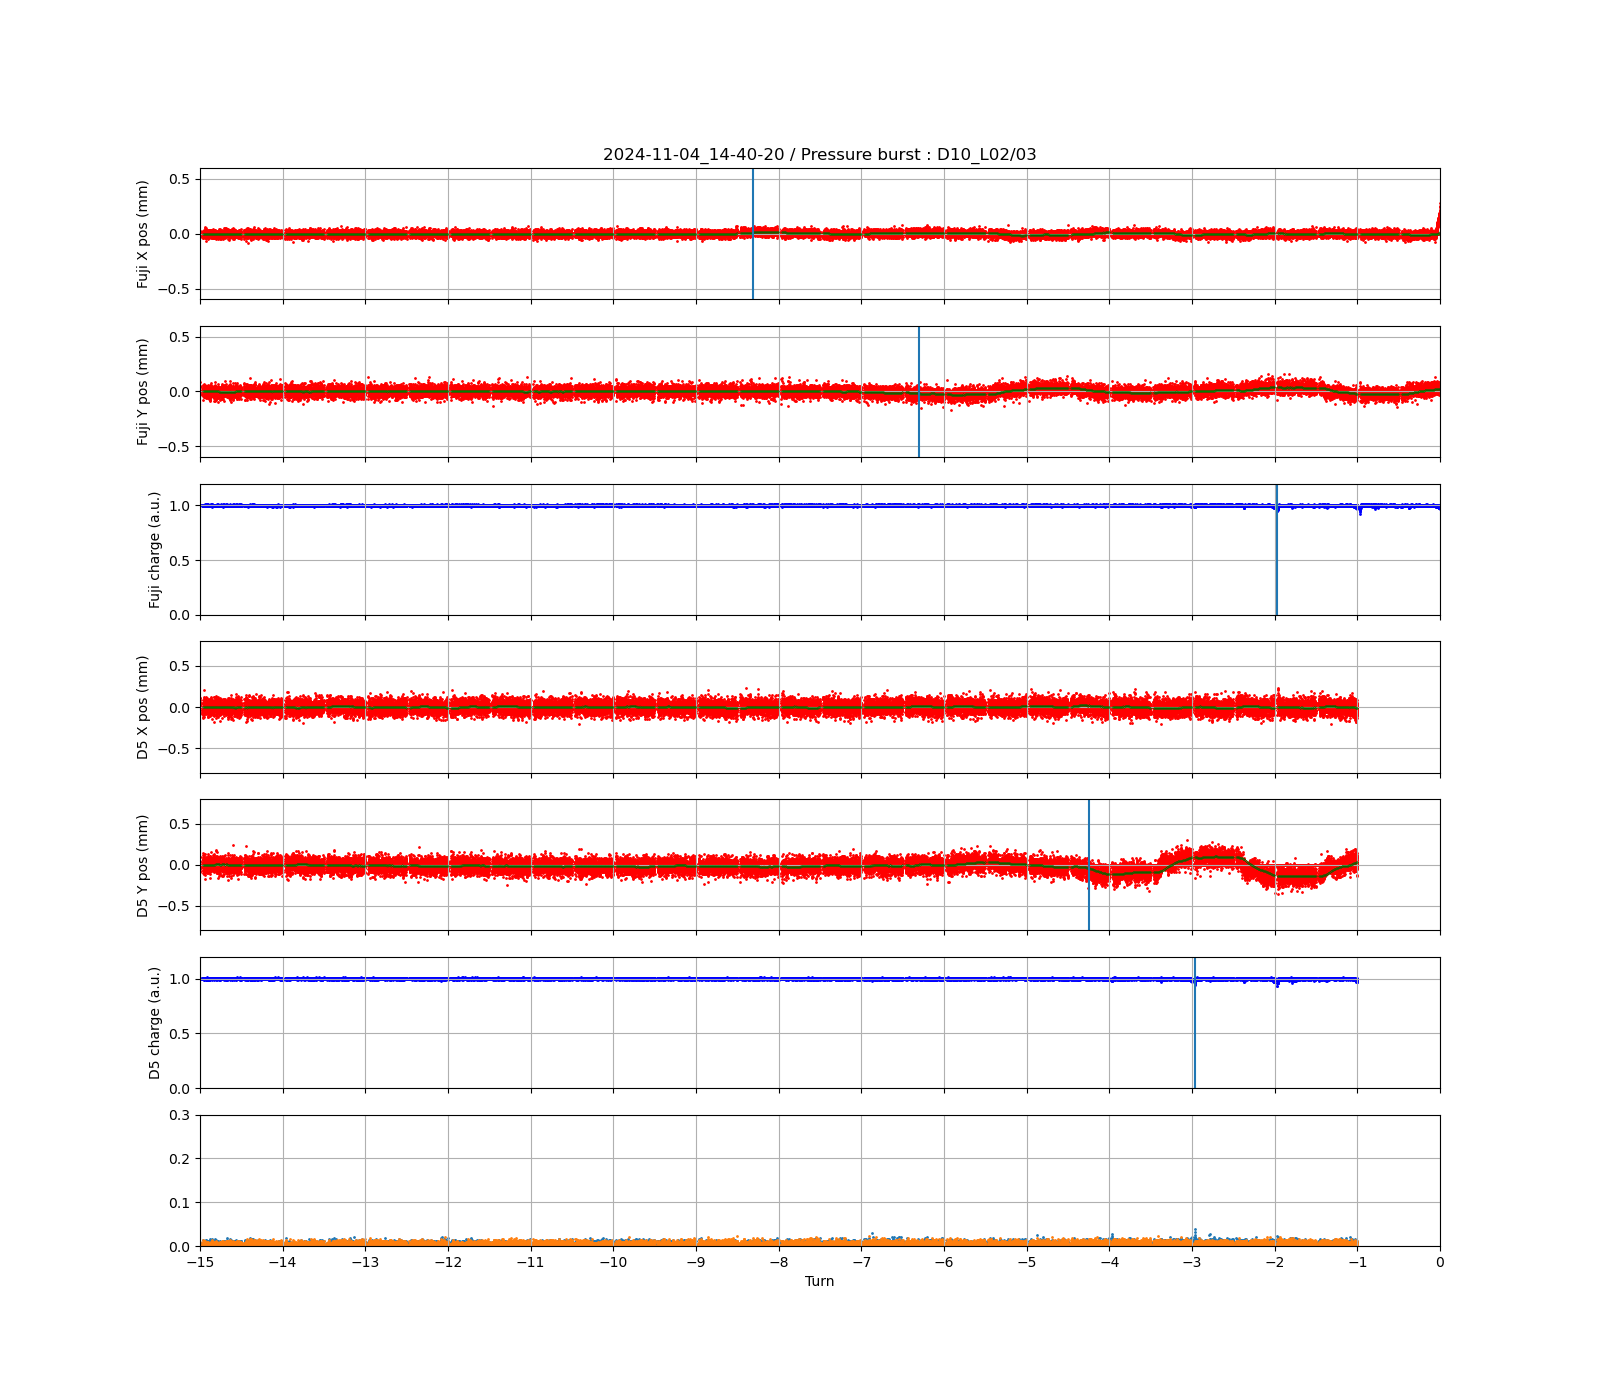 2024-11-04_14-40-20 / Pressure burst : D10_L02/03
Fuji X pos (mm)
0.5
0.0
−0.5
Fuji Y pos (mm)
0.5
0.0
−0.5
Fuji charge (a.u.)
1.0
0.5
0.0
D5 X pos (mm)
0.5
0.0
−0.5
D5 Y pos (mm)
0.5
0.0
−0.5
D5 charge (a.u.)
1.0
0.5
0.0
0.3
0.2
0.1
0.0
−15 −14 −13 −12 −11 −10 −9 −8 −7 −6 −5 −4 −3 −2 −1 0
Turn